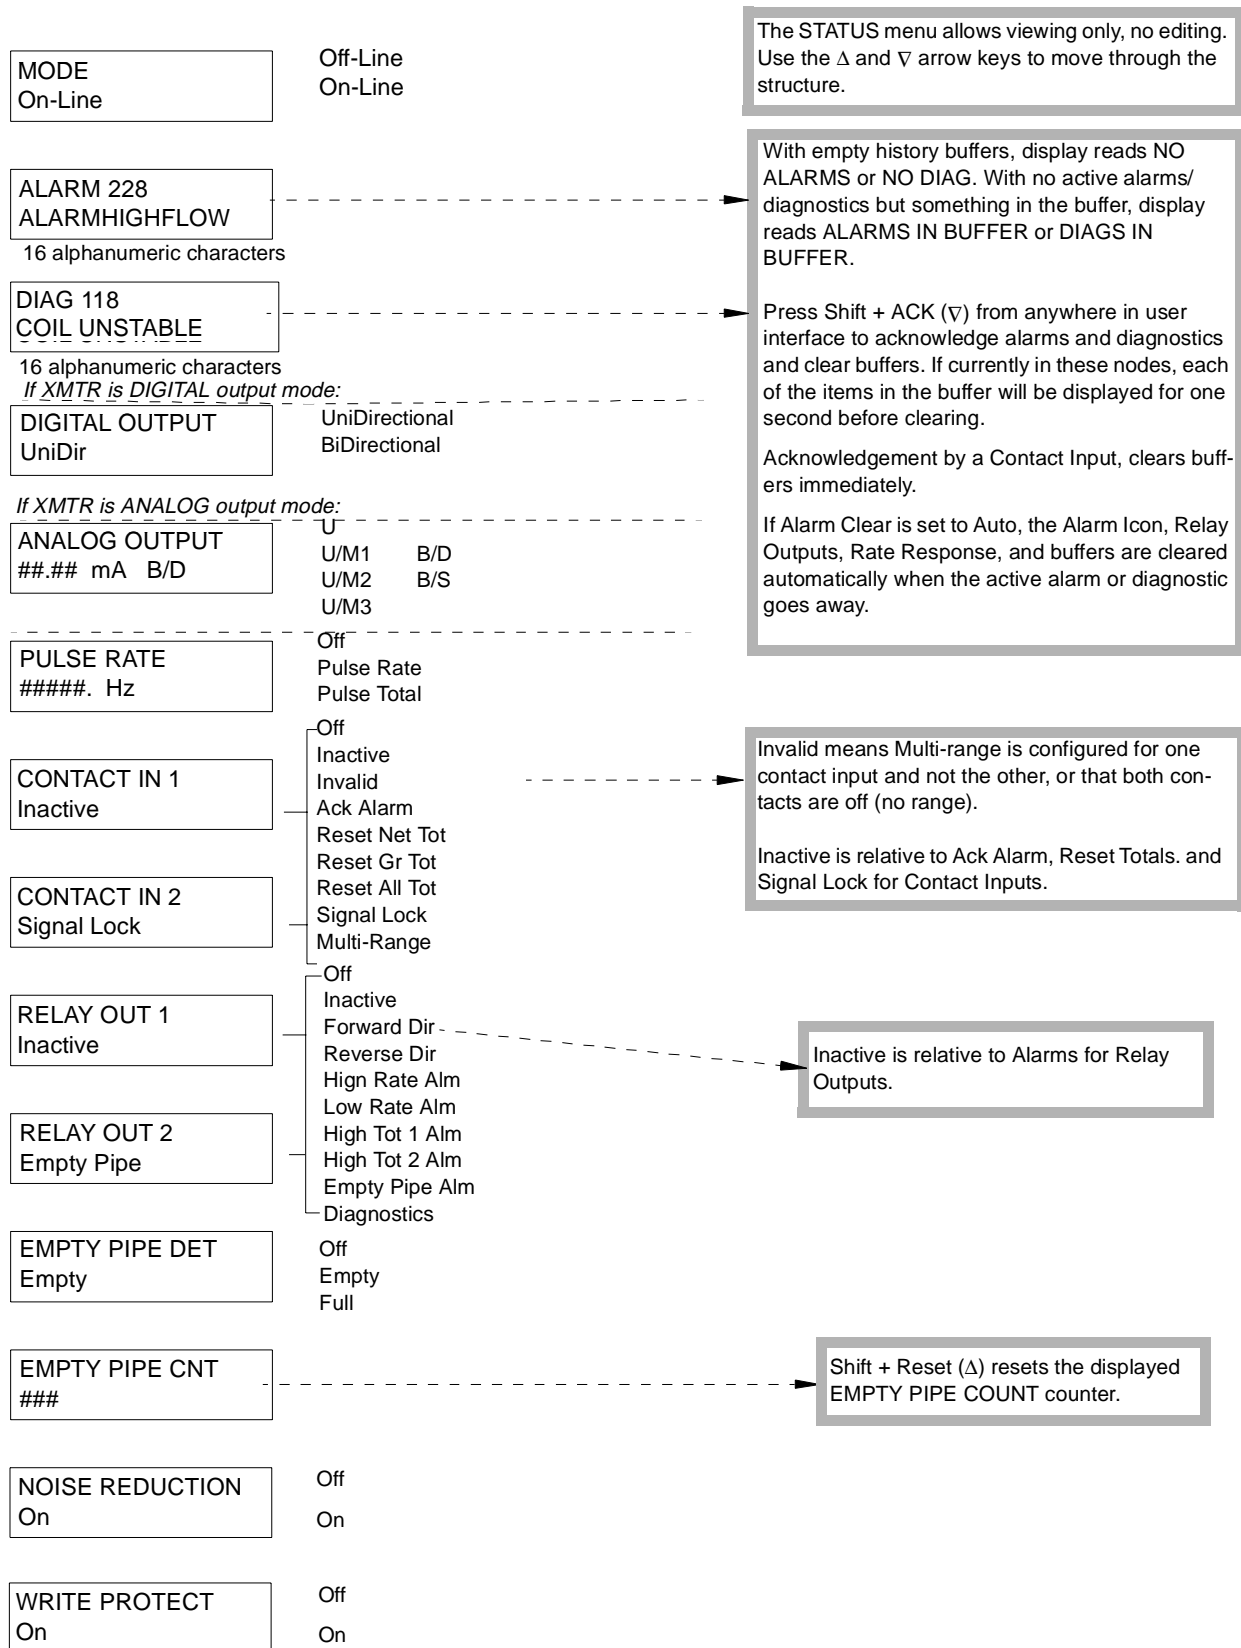 MODE
On-Line
Off-Line
On-Line
The STATUS menu allows viewing only, no editing.
Use the Δ and ∇ arrow keys to move through the
structure.
ALARM 228
ALARMHIGHFLOW
16 alphanumeric characters
With empty history buffers, display reads NO
ALARMS or NO DIAG. With no active alarms/
diagnostics but something in the buffer, display
reads ALARMS IN BUFFER or DIAGS IN
BUFFER.
DIAG 118
COIL UNSTABLE
16 alphanumeric characters
Press Shift + ACK (∇) from anywhere in user
interface to acknowledge alarms and diagnostics
and clear buffers. If currently in these nodes, each
of the items in the buffer will be displayed for one
second before clearing.
Acknowledgement by a Contact Input, clears buff-
ers immediately.
If Alarm Clear is set to Auto, the Alarm Icon, Relay
Outputs, Rate Response, and buffers are cleared
automatically when the active alarm or diagnostic
goes away.
If XMTR is DIGITAL output mode:
DIGITAL OUTPUT
UniDir
UniDirectional
BiDirectional
If XMTR is ANALOG output mode:
ANALOG OUTPUT
##.## mA B/D
U
U/M1 B/D
U/M2 B/S
U/M3
PULSE RATE
#####. Hz
Off
Pulse Rate
Pulse Total
CONTACT IN 1
Inactive
CONTACT IN 2
Signal Lock
Off
Inactive
Invalid
Ack Alarm
Reset Net Tot
Reset Gr Tot
Reset All Tot
Signal Lock
Multi-Range
Invalid means Multi-range is configured for one
contact input and not the other, or that both con-
tacts are off (no range).
Inactive is relative to Ack Alarm, Reset Totals. and
Signal Lock for Contact Inputs.
RELAY OUT 1
Inactive
RELAY OUT 2
Empty Pipe
Off
Inactive
Forward Dir
Reverse Dir
Hign Rate Alm
Low Rate Alm
High Tot 1 Alm
High Tot 2 Alm
Empty Pipe Alm
Diagnostics
Inactive is relative to Alarms for Relay
Outputs.
EMPTY PIPE DET
Empty
Off
Empty
Full
EMPTY PIPE CNT
###
Shift + Reset (Δ) resets the displayed
EMPTY PIPE COUNT counter.
NOISE REDUCTION
On
Off
On
WRITE PROTECT
On
Off
On